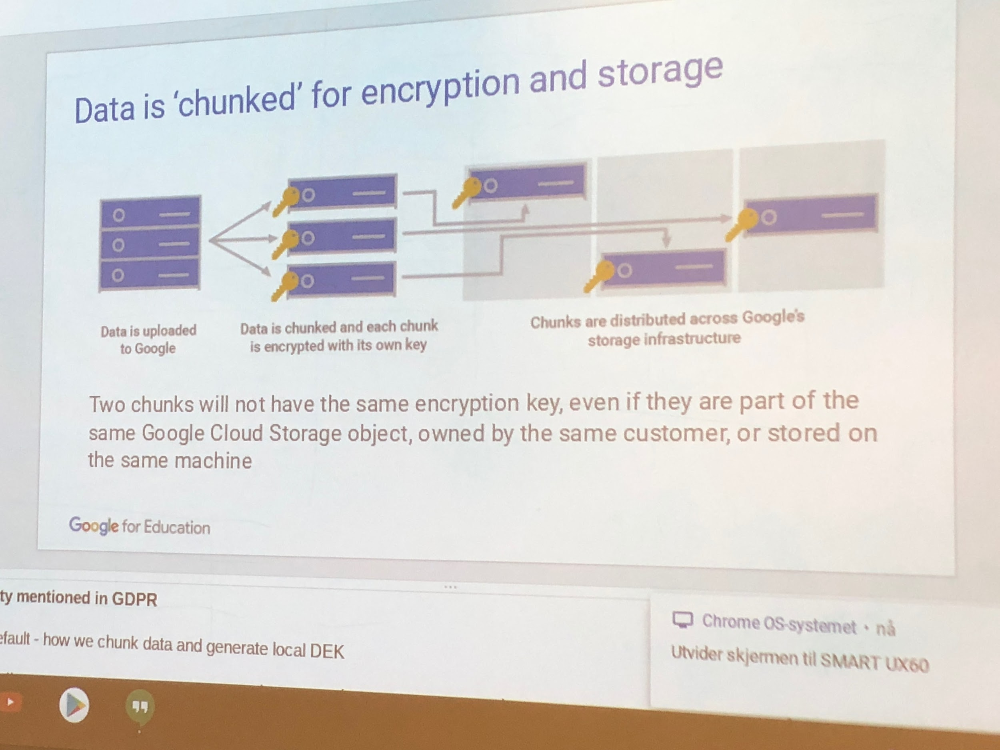 Data is ‘chunked’ for encryption and storage
Data is uploaded
to Google
Data is chunked and each chunk
is encrypted with its own key
Chunks are distributed across Google's
storage infrastructure
Two chunks will not have the same encryption key, even if they are part of the
same Google Cloud Storage object, owned by the same customer, or stored on
the same machine
Google for Education
mentioned in GDPR
- how we chunk data and generate local DEK
Chrome OS-systemet • nå
Utvider skjermen til SMART UX60